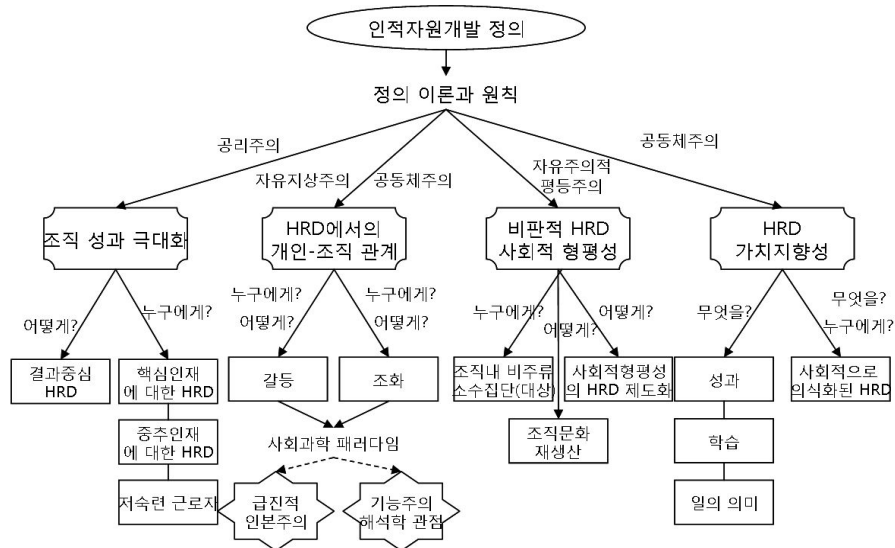 인적자원개발 정의
정의 이론과 원칙
공리주의
자유지상주의
공동체주의
자유주의적
평등주의
공동체주의
조직 성과 극대화
HRD에서의
개인-조직 관계
비판적 HRD
사회적 형평성
HRD
가치지향성
어떻게?
누구에게?
누구에게?
어떻게?
누구에게?
어떻게?
누구에게?
어떻게?
어떻게?
무엇을?
무엇을?
누구에게?
결과중심
HRD
핵심인재
에 대한 HRD
중추인재
에 대한 HRD
저숙련 근로자
갈등
조화
사회과학 패러다임
급진적
인본주의
기능주의
해석학 관점
조직내 비주류
소수집단(대상)
사회적형평성
의 HRD 제도화
조직문화
재생산
성과
학습
일의 의미
사회적으로
의식화된 HRD